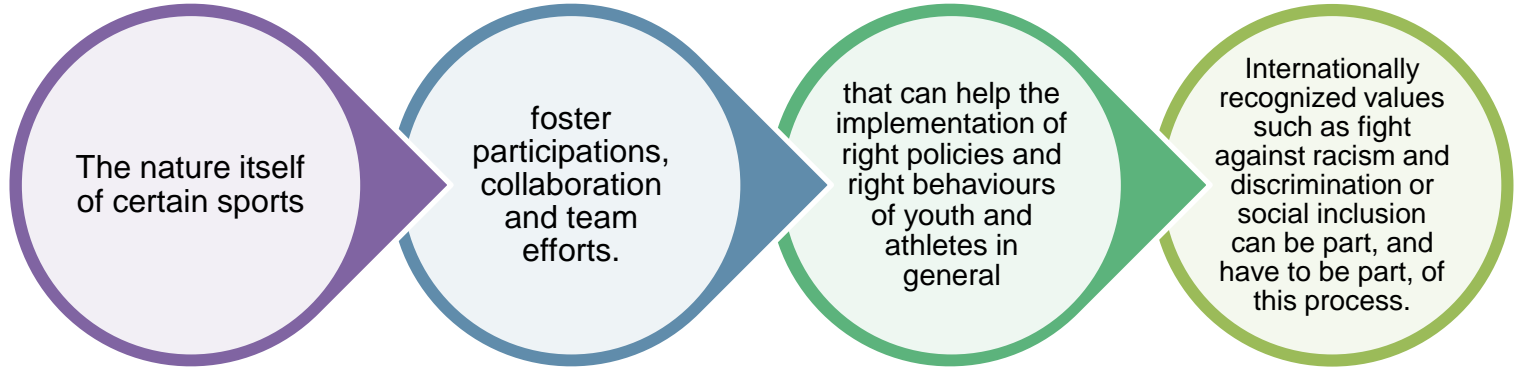 The nature itself
of certain sports
foster
participations,
collaboration
and team
efforts.
that can help the
implementation of
right policies and
right behaviours
of youth and
athletes in
general
Internationally
recognized values
such as fight
against racism and
discrimination or
social inclusion
can be part, and
have to be part, of
this process.